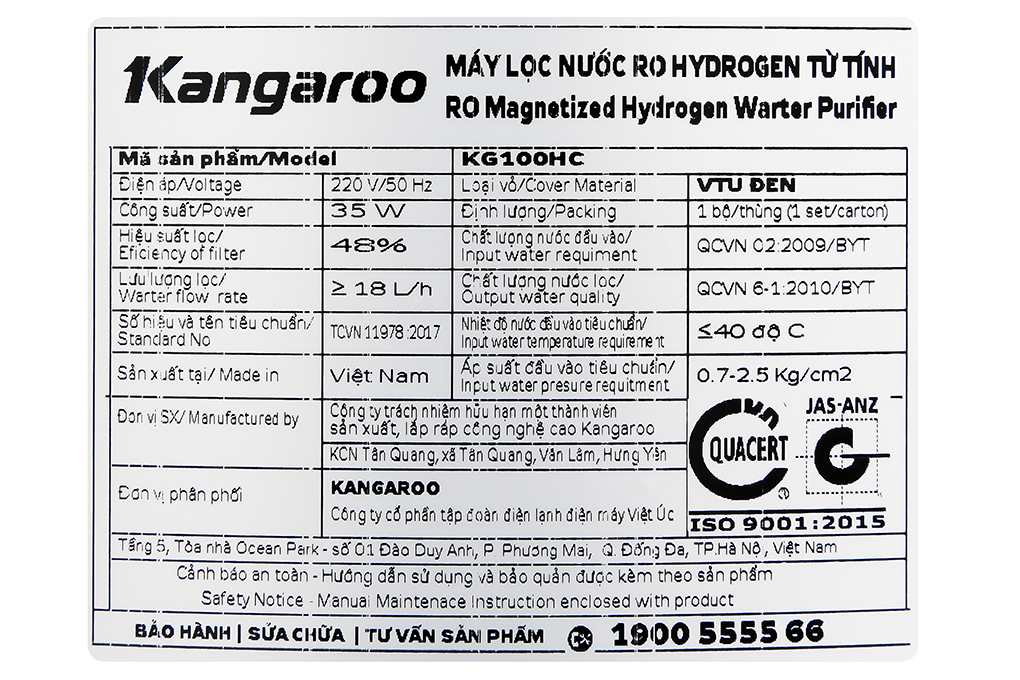 Kangaroo
MÁY LỌC NƯỚC RO HYDROGEN TỪ TÍNH
RO Magnetized Hydrogen Warter Purifier
Mã sản phẩm/Model KG100HC
Điện áp/Voltage 220 V/50 Hz Loại vỏ/Cover Material VTU ĐEN
Công suất/Power 35 W Định lượng/Packing 1 bộ/thùng (1 set/carton)
Hiệu suất lọc/ Chất lượng nước đầu vào/
Eficiency of filter 48% Input water requiment QCVN 02:2009/BYT
Lưu lượng lọc/ Chất lượng nước lọc/
Warter flow rate ≥ 18 L/h Output water quality QCVN 6-1:2010/BYT
Số hiệu và tên tiêu chuẩn/ Nhiệt độ nước đầu vào tiêu chuẩn/
Standard No TCVN 11978:2017 Input water temperature requirement ≤40 độ C
Sản xuất tại/ Made in Việt Nam Áp suất đầu vào tiêu chuẩn/
Input water presure requitment 0.7-2.5 Kg/cm2
Đơn vị SX/ Manufactured by Công ty trách nhiệm hữu hạn một thành viên
sản xuất, lắp ráp công nghệ cao Kangaroo
KCN Tân Quang, xã Tân Quang, Văn Lâm, Hưng Yên
QUACERT
JAS-ANZ
ISO 9001:2015
Đơn vị phân phối KANGAROO
Công ty cổ phần tập đoàn điện lạnh điện máy Việt Úc
Tầng 5, Tòa nhà Ocean Park - số 01 Đào Duy Anh, P. Phương Mai, Q. Đống Đa, TP.Hà Nộ, Việt Nam
Cảnh báo an toàn - Hướng dẫn sử dụng và bảo quản được kèm theo sản phẩm
Safety Notice - Manual Maintenace Instruction enclosed with product
BẢO HÀNH | SỬA CHỮA | TƯ VẤN SẢN PHẨM 1900 5555 66